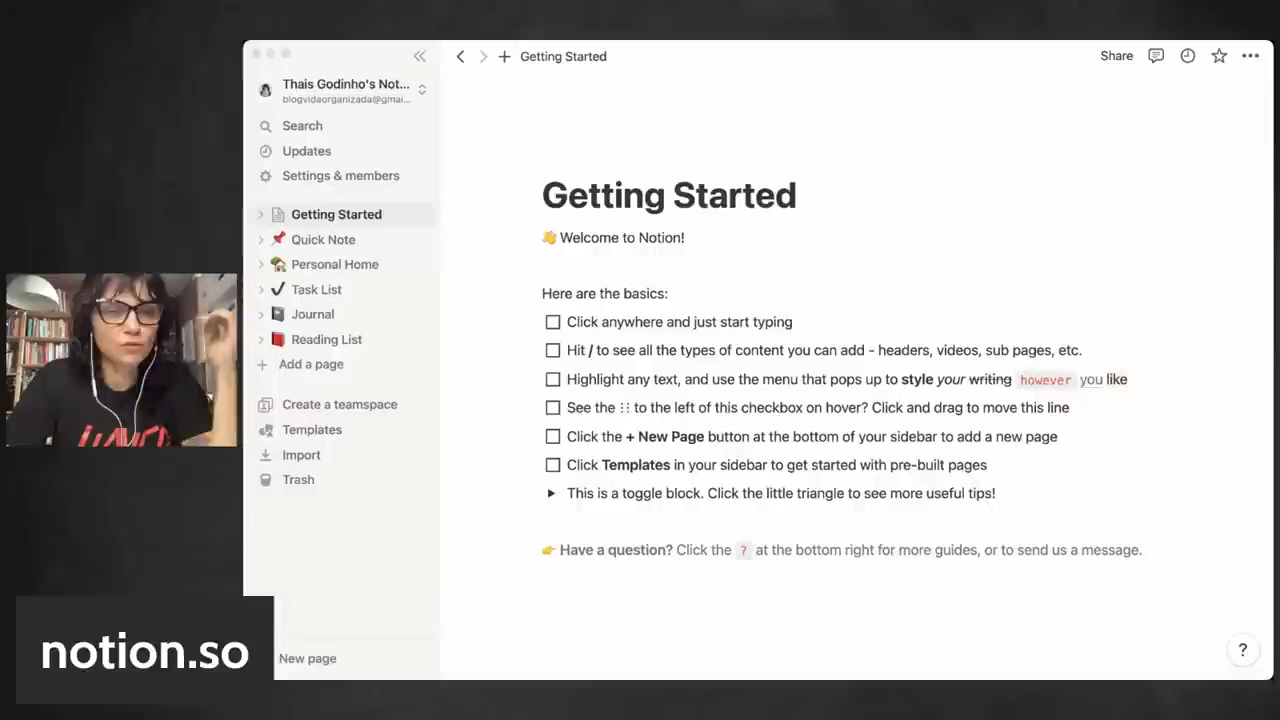 Getting Started
Share
Thais Godinho's Not...
blogvidaorganizada@gmai...
Search
Updates
Settings & members
Getting Started
Quick Note
Personal Home
Task List
Journal
Reading List
Add a page
Create a teamspace
Templates
Import
Trash
New page
Getting Started
👋 Welcome to Notion!
Here are the basics:
Click anywhere and just start typing
Hit / to see all the types of content you can add - headers, videos, sub pages, etc.
Highlight any text, and use the menu that pops up to style your writing however you like
See the ⋮⋮ to the left of this checkbox on hover? Click and drag to move this line
Click the + New Page button at the bottom of your sidebar to add a new page
Click Templates in your sidebar to get started with pre-built pages
This is a toggle block. Click the little triangle to see more useful tips!
👉 Have a question? Click the ? at the bottom right for more guides, or to send us a message.
?
notion.so